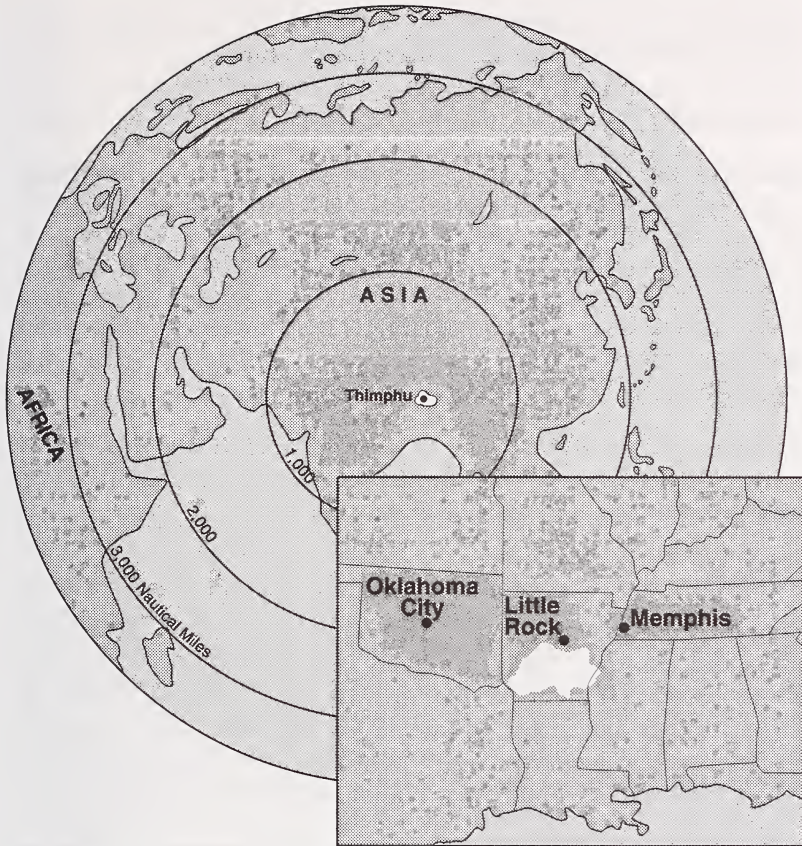 ASIA
Thimphu
AFRICA
1,000
2,000
3,000 Nautical Miles
Oklahoma
City
Little
Rock
Memphis